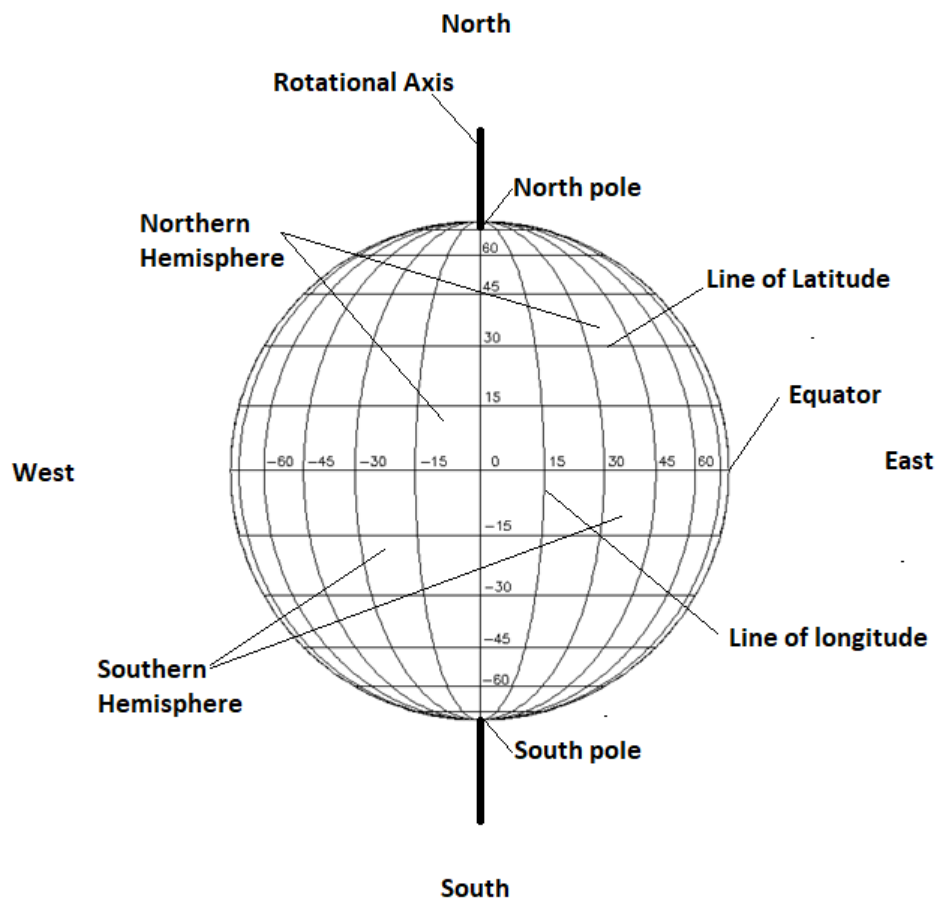 North
Rotational Axis
North pole
Northern
Hemisphere
60
Line of Latitude
45
30
Equator
15
West
−60 −45 −30 −15 0 15 30 45 60
East
−15
−30
Line of longitude
−45
Southern
Hemisphere
−60
South pole
South